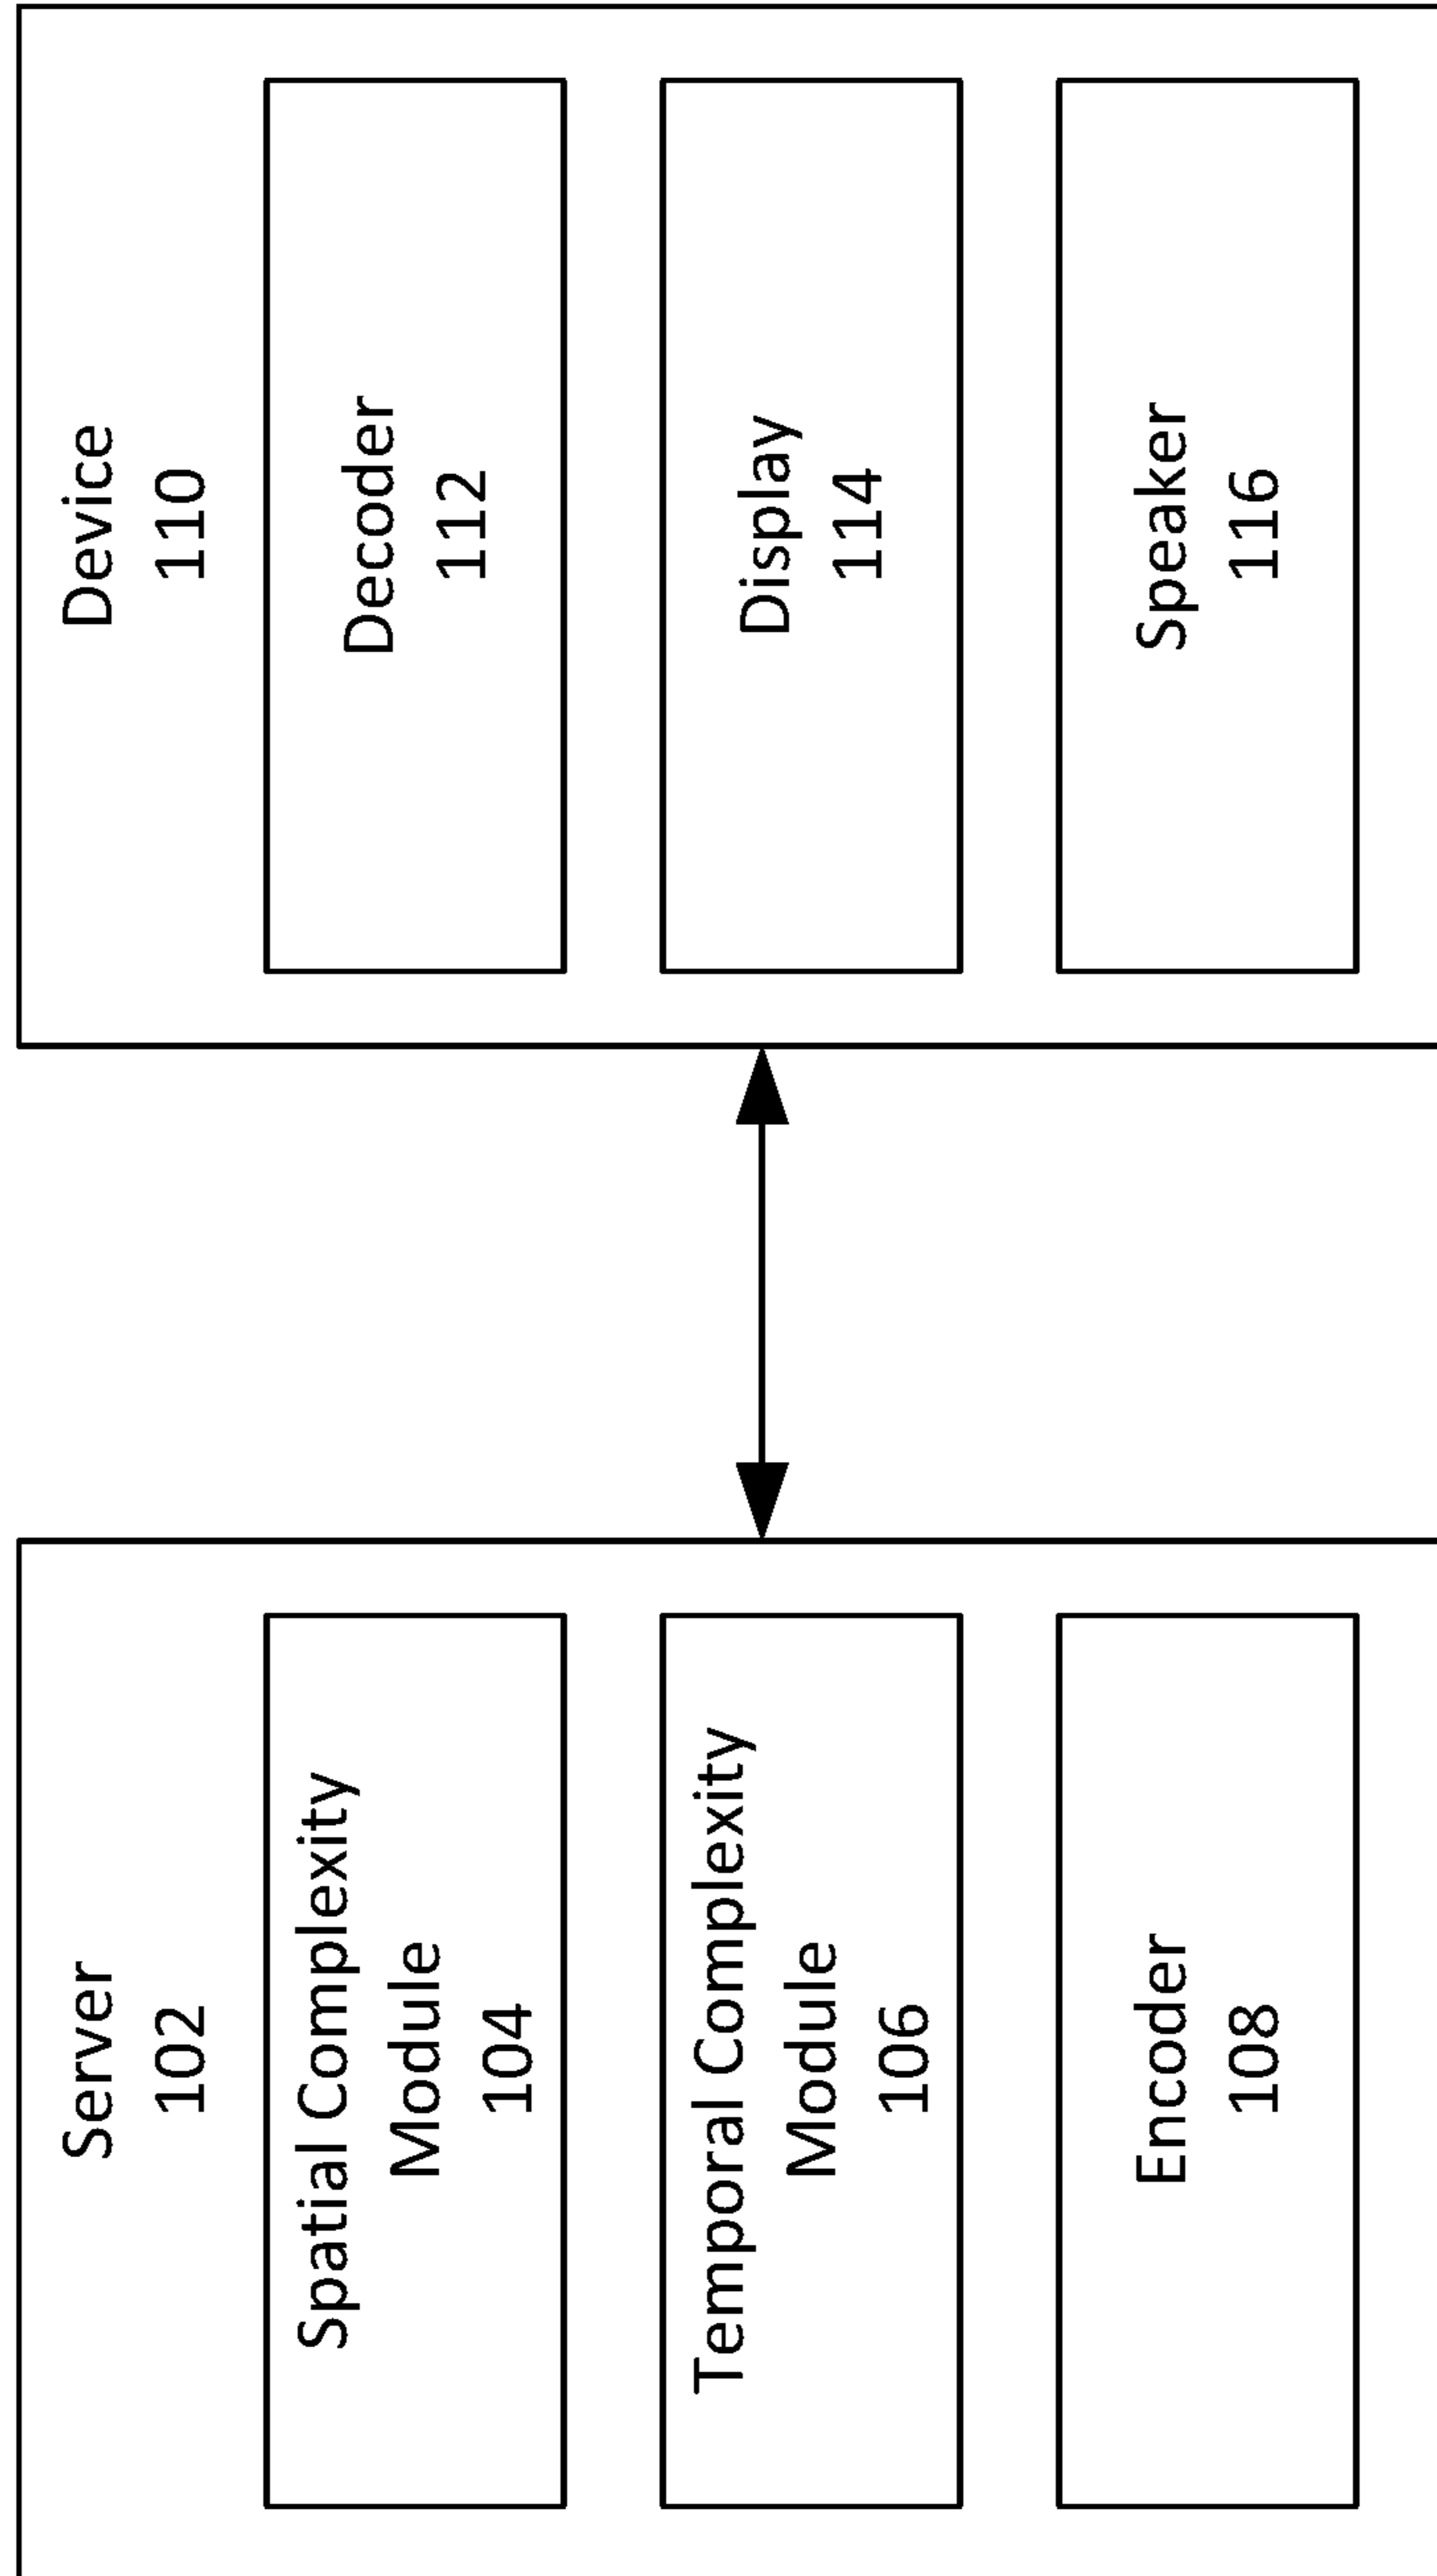 Server
102
Spatial Complexity
Module
104
Temporal Complexity
Module
106
Encoder
108
Device
110
Decoder
112
Display
114
Speaker
116